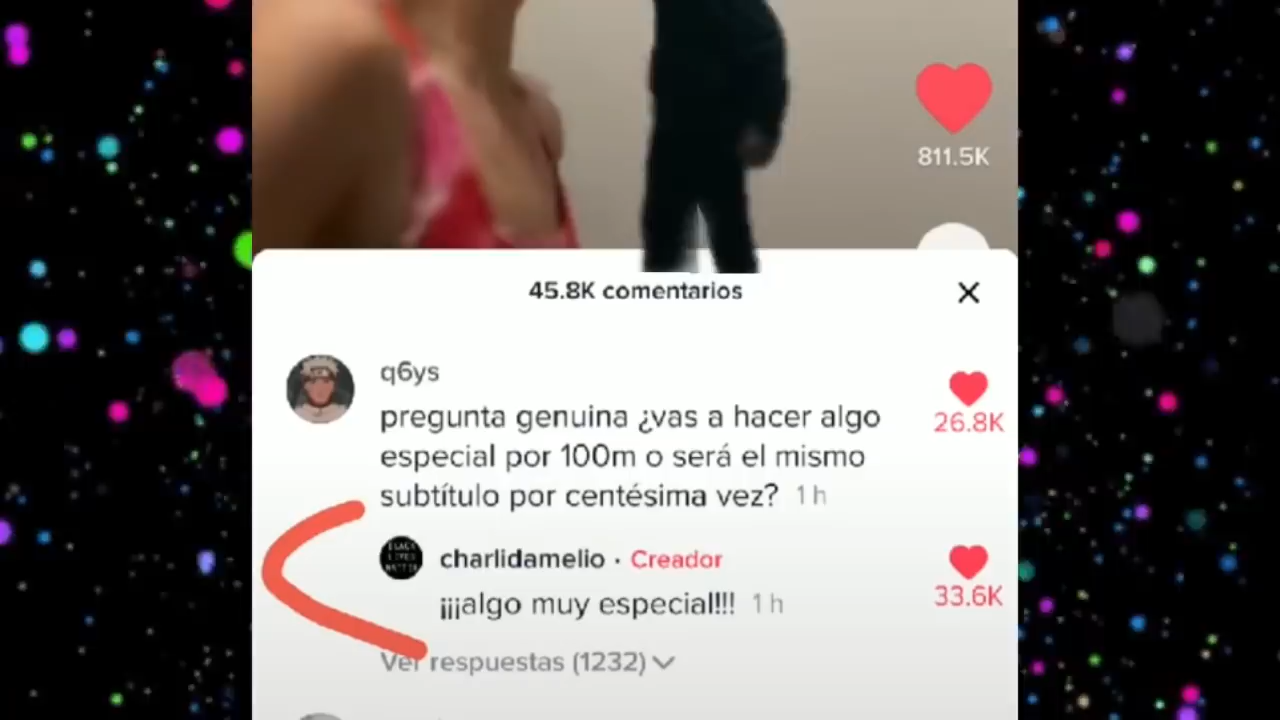 811.5K
45.8K comentarios
q6ys
pregunta genuina ¿vas a hacer algo
especial por 100m o será el mismo
subtítulo por centésima vez? 1 h
26.8K
charlidamelio · Creador
¡¡¡algo muy especial!!! 1 h
33.6K
Ver respuestas (1232)